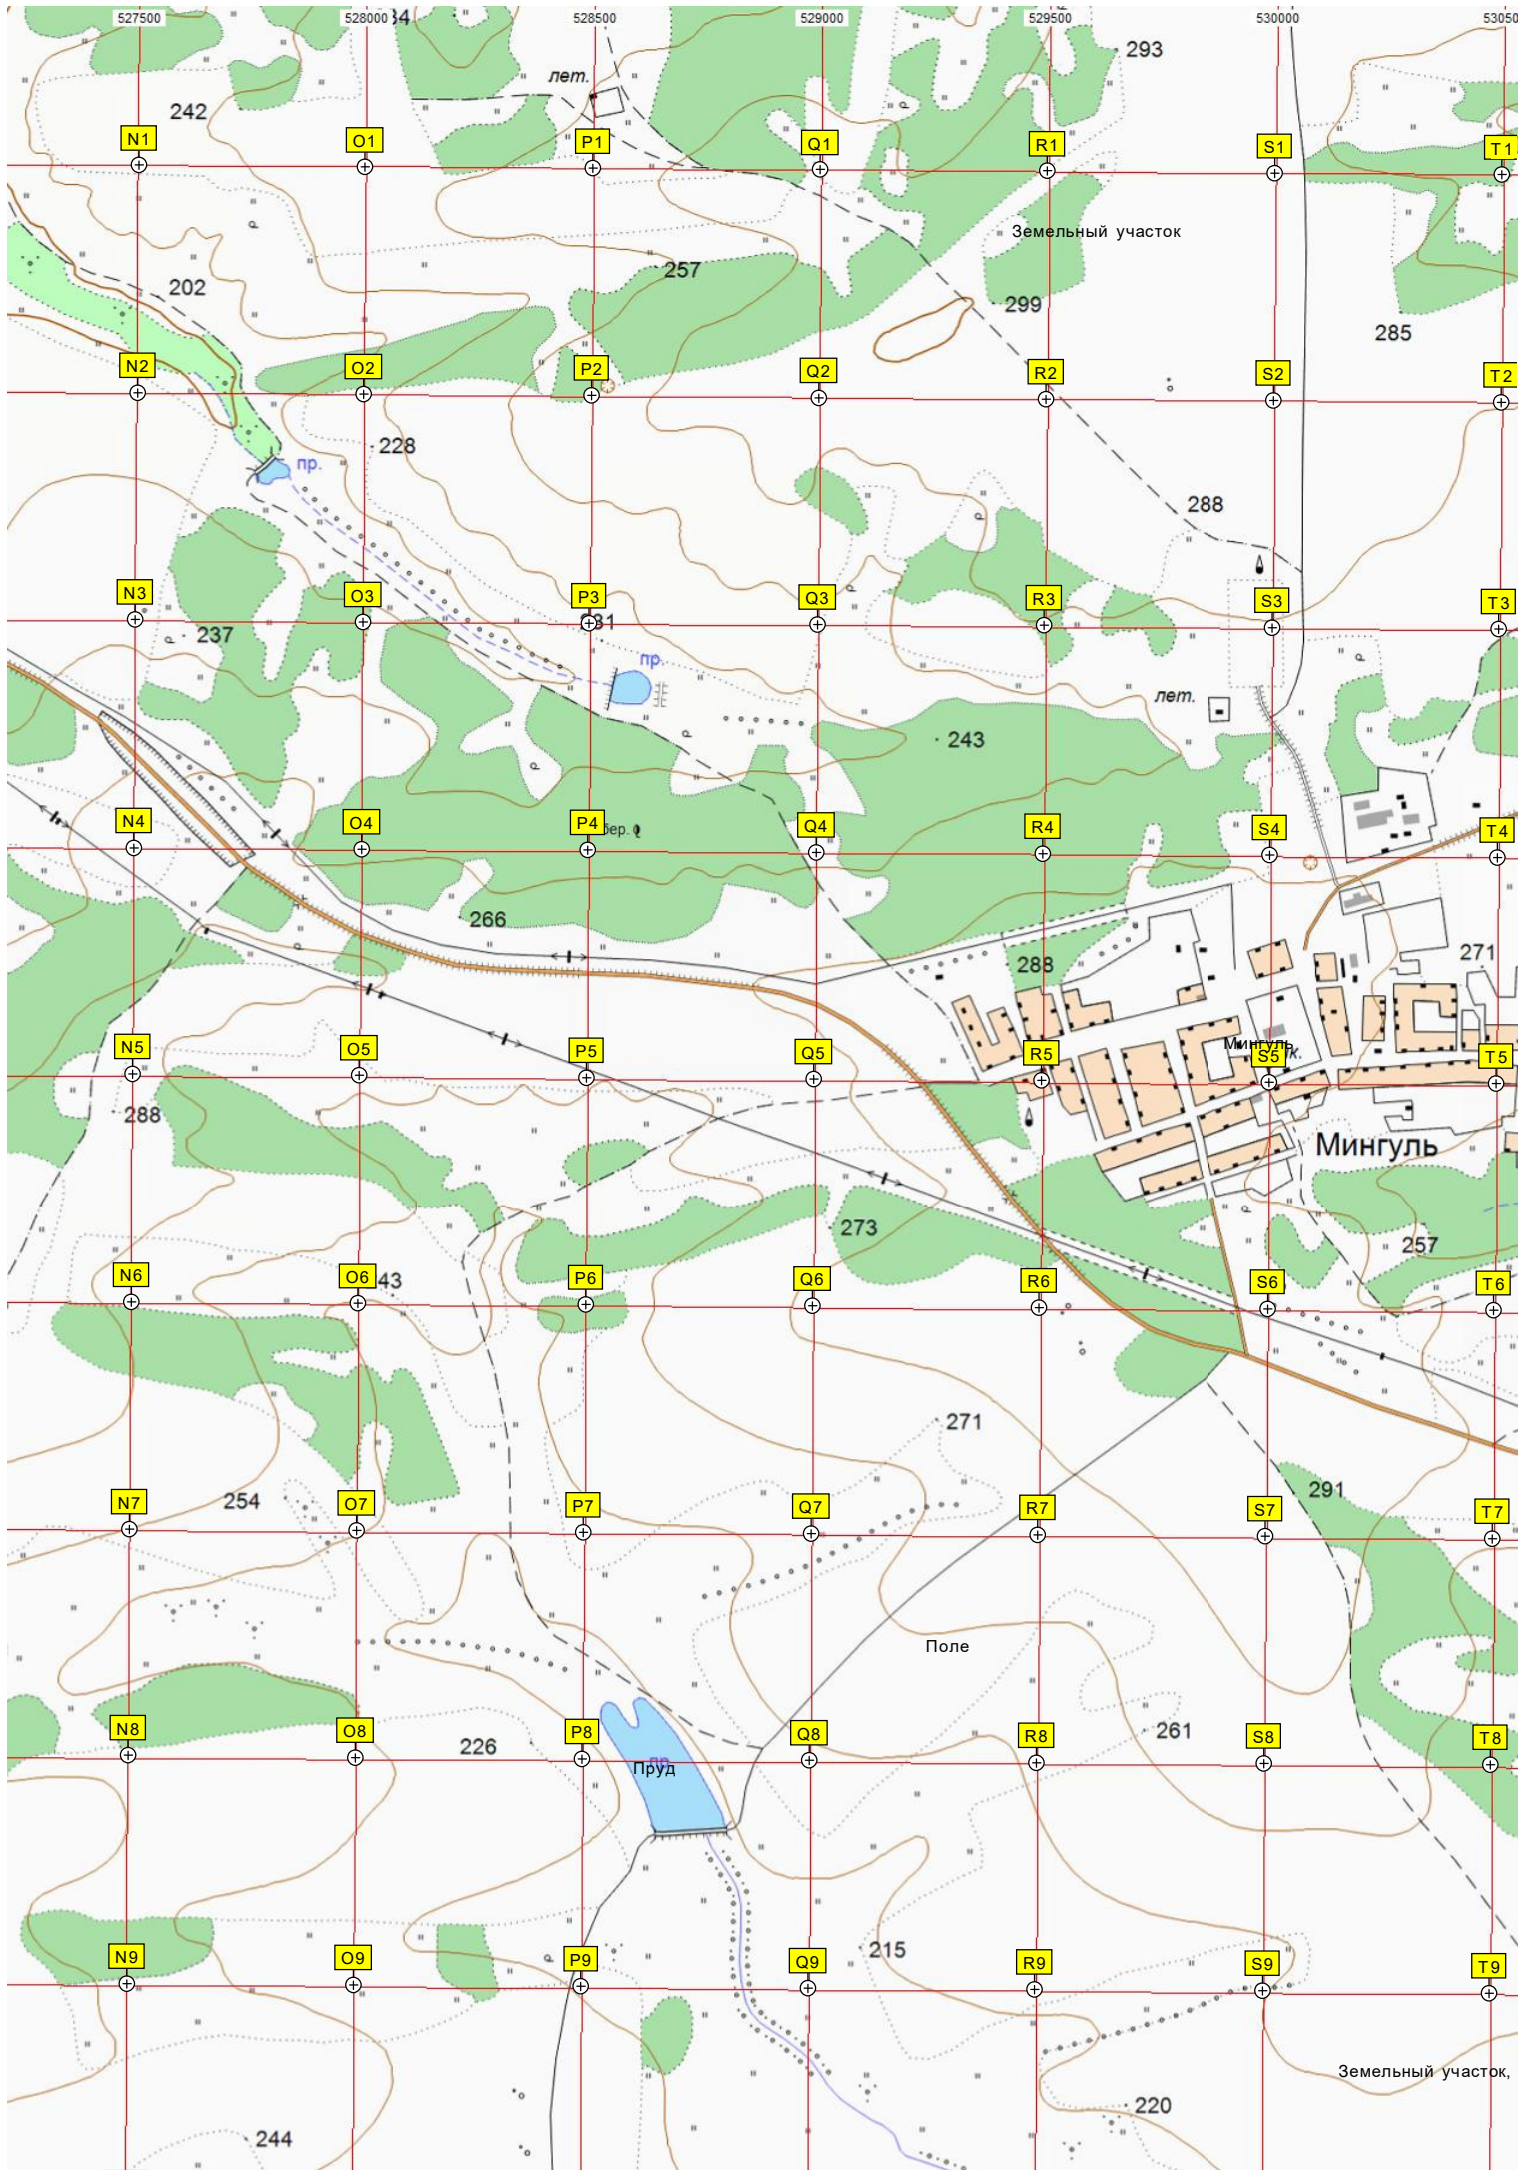 527500 528000 528500 529000 529500 530000
293
лет.
242
N1 O1 P1 Q1 R1 S1 T1
Земельный участок
257
202
299
285
N2 O2 P2 Q2 R2 S2 T2
228
пр.
288
N3 O3 P3 Q3 R3 S3 T3
237
пр.
лет.
243
N4 O4 P4 Q4 R4 S4 T4
бер.
266
271
288
N5 O5 P5 Q5 R5 S5 T5
Мингуль
288
Мингуль
273
257
N6 O6 P6 Q6 R6 S6 T6
43
271
254
291
N7 O7 P7 Q7 R7 S7 T7
Поле
N8 O8 P8 Q8 R8 S8 T8
226
261
пр.
Пруд
215
N9 O9 P9 Q9 R9 S9 T9
Земельный участок,
220
244